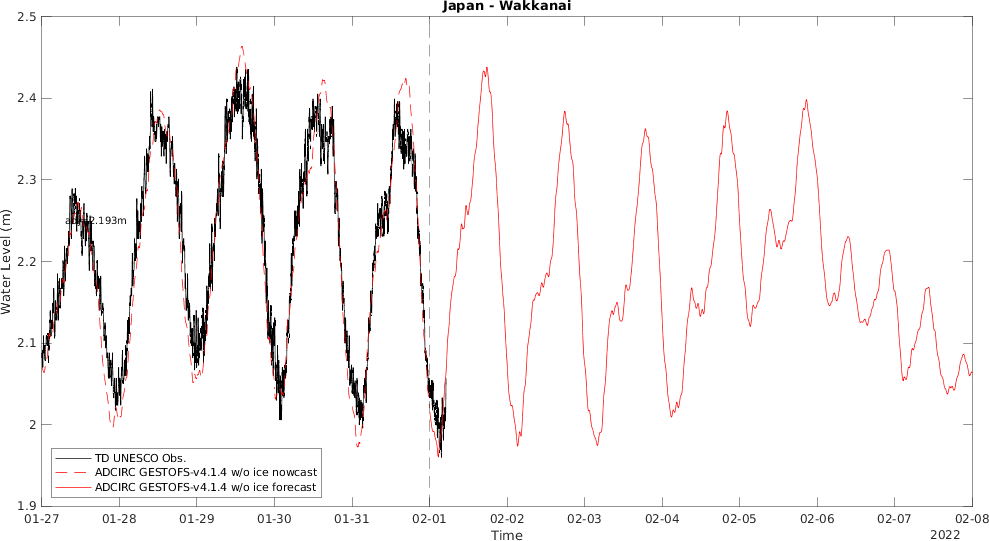 Japan - Wakkanai
2.5
2.4
2.3
2.2
2.1
2
1.9
Water Level (m)
2.193m
TD UNESCO Obs.
ADCIRC GESTOFS-v4.1.4 w/o ice nowcast
ADCIRC GESTOFS-v4.1.4 w/o ice forecast
01-27 01-28 01-29 01-30 01-31 02-01 02-02 02-03 02-04 02-05 02-06 02-07 02-08
Time
2022